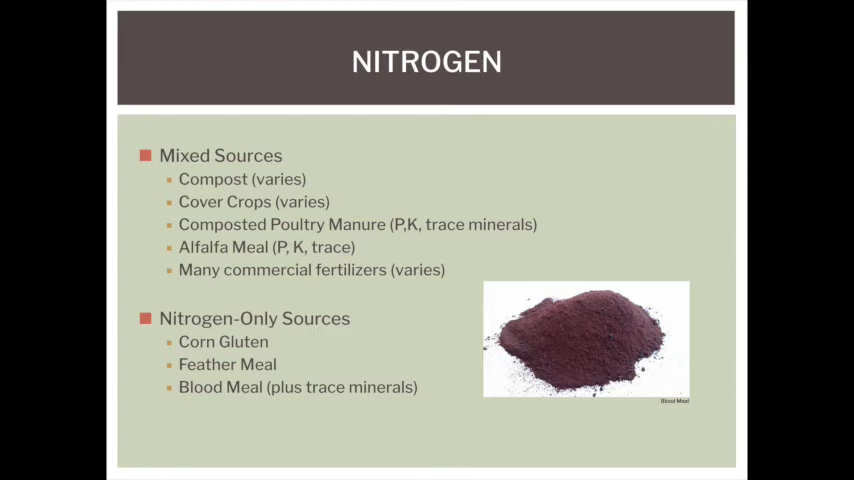 NITROGEN
Mixed Sources
Compost (varies)
Cover Crops (varies)
Composted Poultry Manure (P,K, trace minerals)
Alfalfa Meal (P, K, trace)
Many commercial fertilizers (varies)
Nitrogen-Only Sources
Corn Gluten
Feather Meal
Blood Meal (plus trace minerals)
Blood Meal